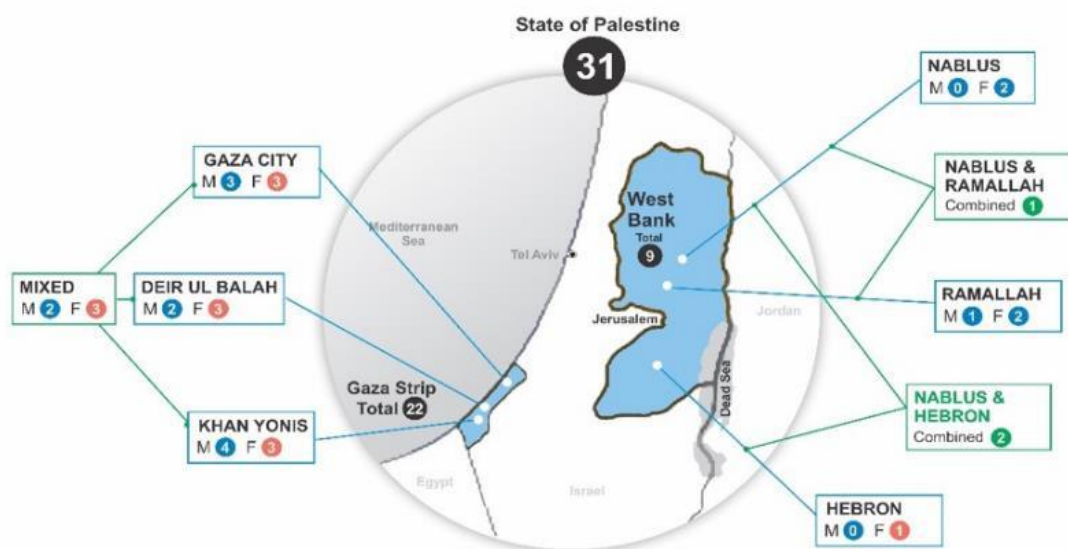 State of Palestine
31
NABLUS
M 0 F 2
GAZA CITY
M 3 F 3
NABLUS &
RAMALLAH
Combined 1
West
Bank
Total
9
Mediterranean
Sea
Tel Aviv
MIXED
M 2 F 3
DEIR UL BALAH
M 2 F 3
RAMALLAH
M 1 F 2
Jerusalem
Jordan
Dead Sea
Gaza Strip
Total 22
NABLUS &
HEBRON
Combined 2
KHAN YONIS
M 4 F 3
Egypt
Israel
HEBRON
M 0 F 1